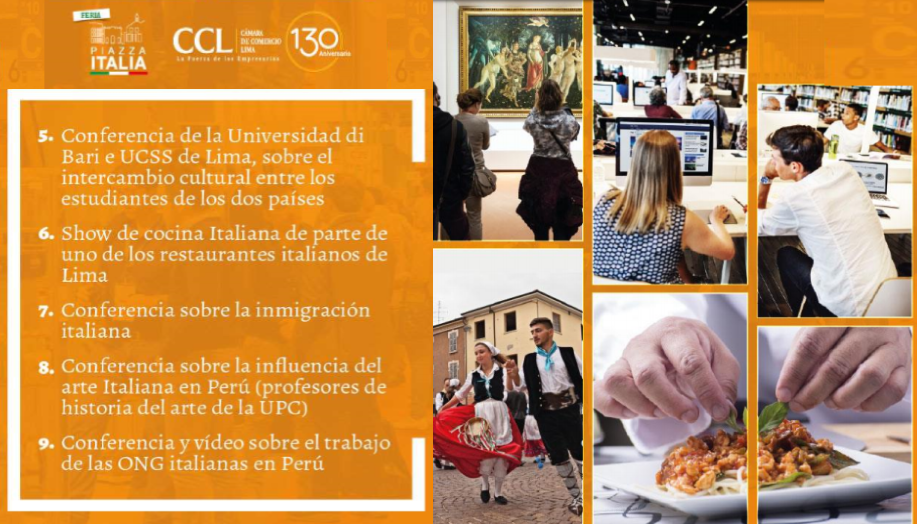 FERIA
PIAZZA
ITALIA
CCL
CÁMARA
DE COMERCIO
LIMA
La Fuerza de las Empresarios
130
Aniversario
5. Conferencia de la Universidad di
Bari e UCSS de Lima, sobre el
intercambio cultural entre los
estudiantes de los dos países
6. Show de cocina Italiana de parte de
uno de los restaurantes italianos de
Lima
7. Conferencia sobre la inmigración
italiana
8. Conferencia sobre la influencia del
arte Italiana en Perú (profesores de
historia del arte de la UPC)
9. Conferencia y vídeo sobre el trabajo
de las ONG italianas en Perú